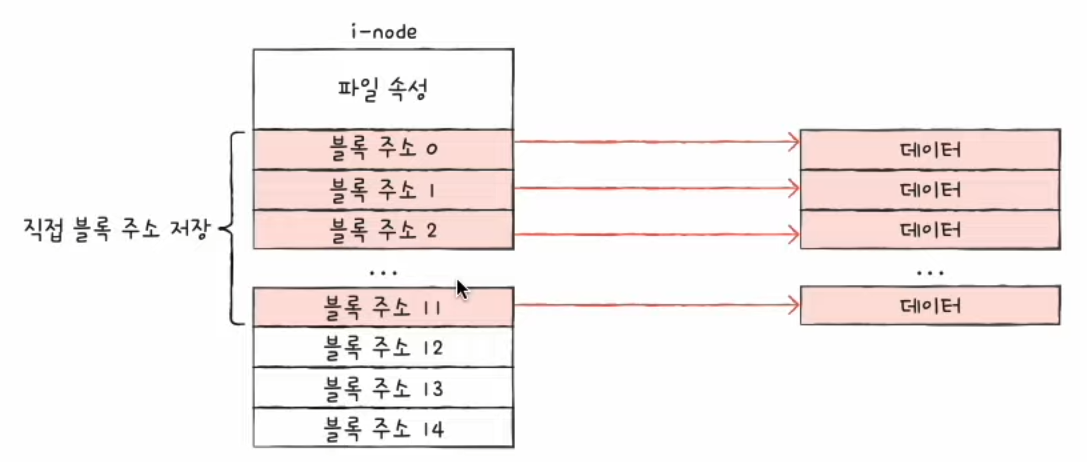 i-node
파일 속성
블록 주소 0
데이터
블록 주소 1
데이터
직접 블록 주소 저장
블록 주소 2
데이터
...
...
블록 주소 11
데이터
블록 주소 12
블록 주소 13
블록 주소 14